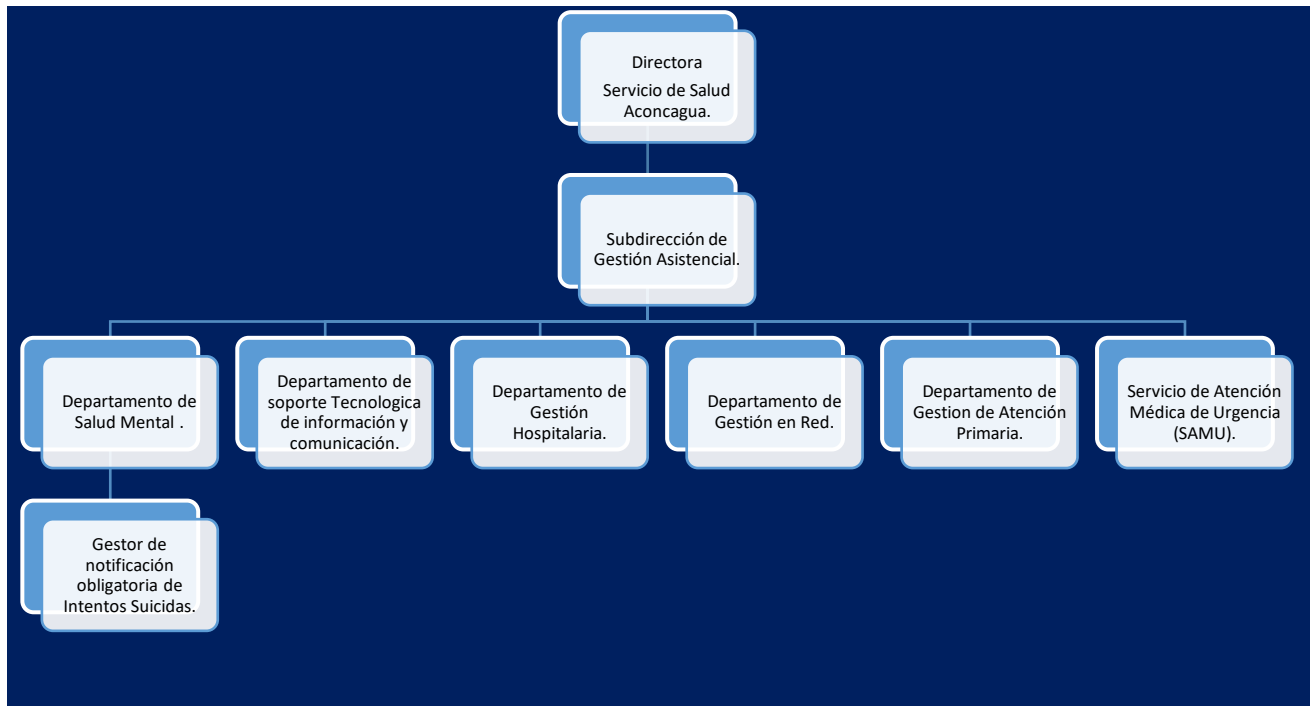 Directora
Servicio de Salud
Aconcagua.
Subdirección de
Gestión Asistencial.
Departamento de
Salud Mental .
Departamento de
soporte Tecnologica
de información y
comunicación.
Departamento de
Gestión
Hospitalaria.
Departamento de
Gestión en Red.
Departamento de
Gestion de Atención
Primaria.
Servicio de Atención
Médica de Urgencia
(SAMU).
Gestor de
notificación
obligatoria de
Intentos Suicidas.